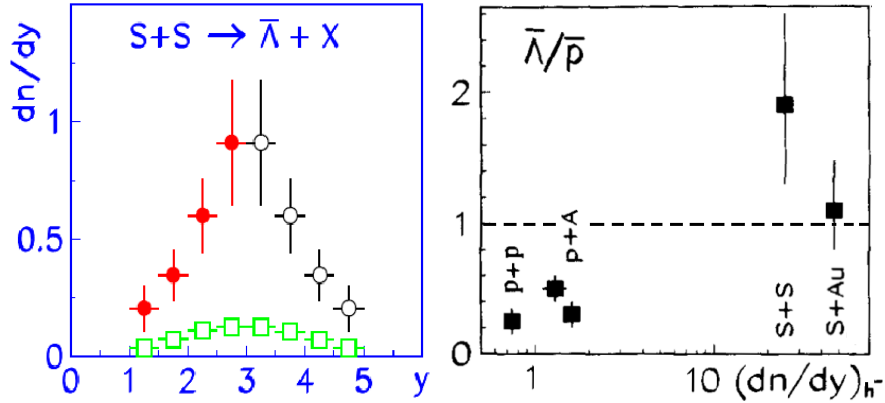 S+S → Λ̅ + X
dn/dy
1
0.5
0
0 1 2 3 4 5 y
Λ̅/p̅
2
1
0
p+p
p+A
S+S
S+Au
1 10 (dn/dy)h⁻